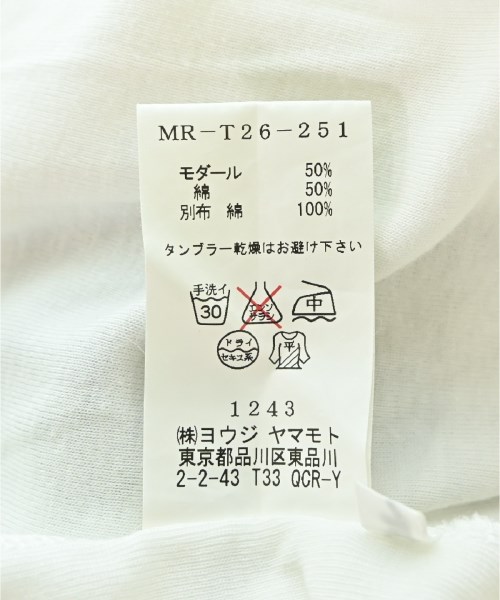 MR-T26-251
モダール 50%
綿 50%
別布 綿 100%
タンブラー乾燥はお避け下さい
手洗イ
30
エンソ
サラシ
中
ドライ
セキユ系
平
1243
㈱ヨウジ ヤマモト
東京都品川区東品川
2-2-43 T33 QCR-Y